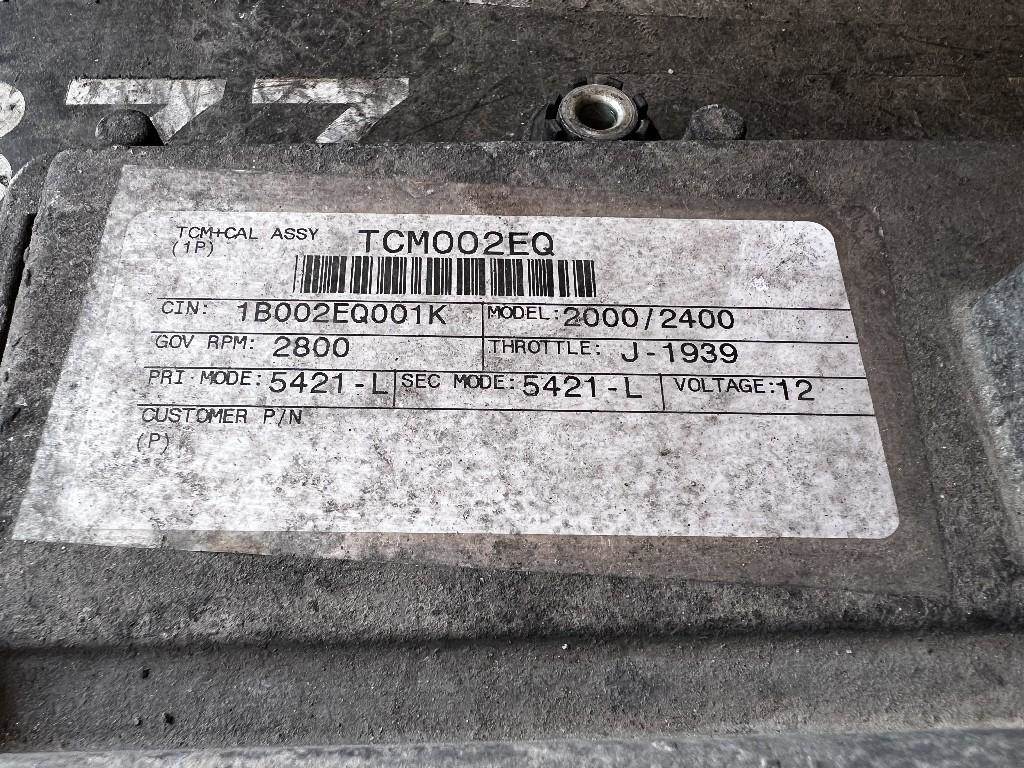 877
TCM+CAL ASSY TCM002EQ
(1P)
CIN: 1B002EQ001K MODEL: 2000/2400
GOV RPM: 2800 THROTTLE: J-1939
PRI MODE: 5421-L SEC MODE: 5421-L VOLTAGE: 12
CUSTOMER P/N
(P)